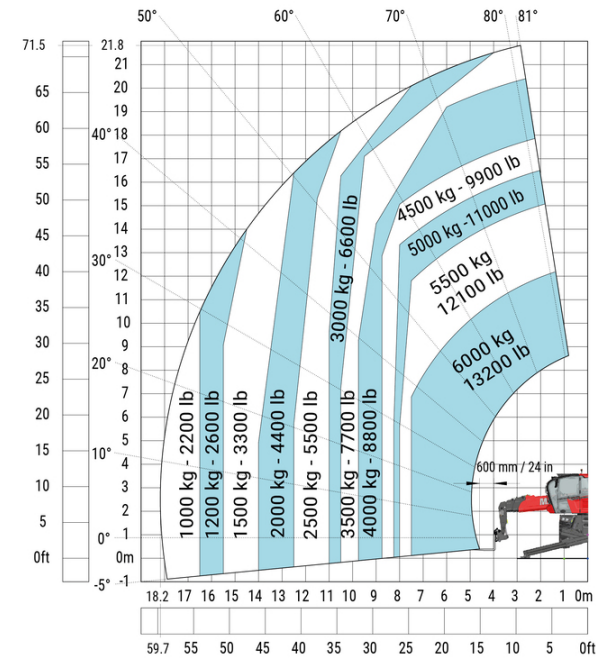 50° 60° 70° 80° 81°
71.5 21.8
21
65 20
19
60 40° 18
55 17
16
50 15
45 14
13
40 30° 12
11
35 10
30 9
25 20° 8
7
20 6
5
15 10° 4
10 3
2
5 0° 1
0ft 0m
-5° -1
1000 kg - 2200 lb
1200 kg - 2600 lb
1500 kg - 3300 lb
2000 kg - 4400 lb
2500 kg - 5500 lb
3000 kg - 6600 lb
3500 kg - 7700 lb
4000 kg - 8800 lb
4500 kg - 9900 lb
5000 kg -11000 lb
5500 kg
12100 lb
6000 kg
13200 lb
600 mm / 24 in
18.2 17 16 15 14 13 12 11 10 9 8 7 6 5 4 3 2 1 0m
59.7 55 50 45 40 35 30 25 20 15 10 5 0ft